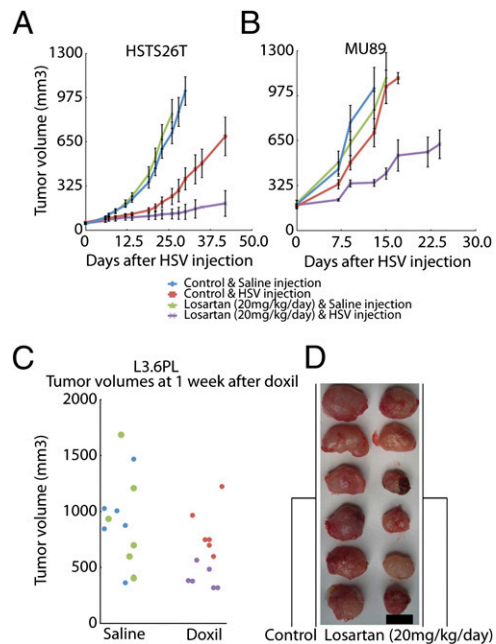 A
HSTS26T
Tumor volume (mm3)
1300
975
650
325
0
0 12.5 25.0 37.5 50.0
Days after HSV injection
B
MU89
1300
975
650
325
0
0 7.5 15.0 22.5 30.0
Days after HSV injection
Control & Saline injection
Control & HSV injection
Losartan (20mg/kg/day) & Saline injection
Losartan (20mg/kg/day) & HSV injection
C
L3.6PL
Tumor volumes at 1 week after doxil
Tumor volume (mm3)
2000
1500
1000
500
0
Saline Doxil
D
Control Losartan (20mg/kg/day)